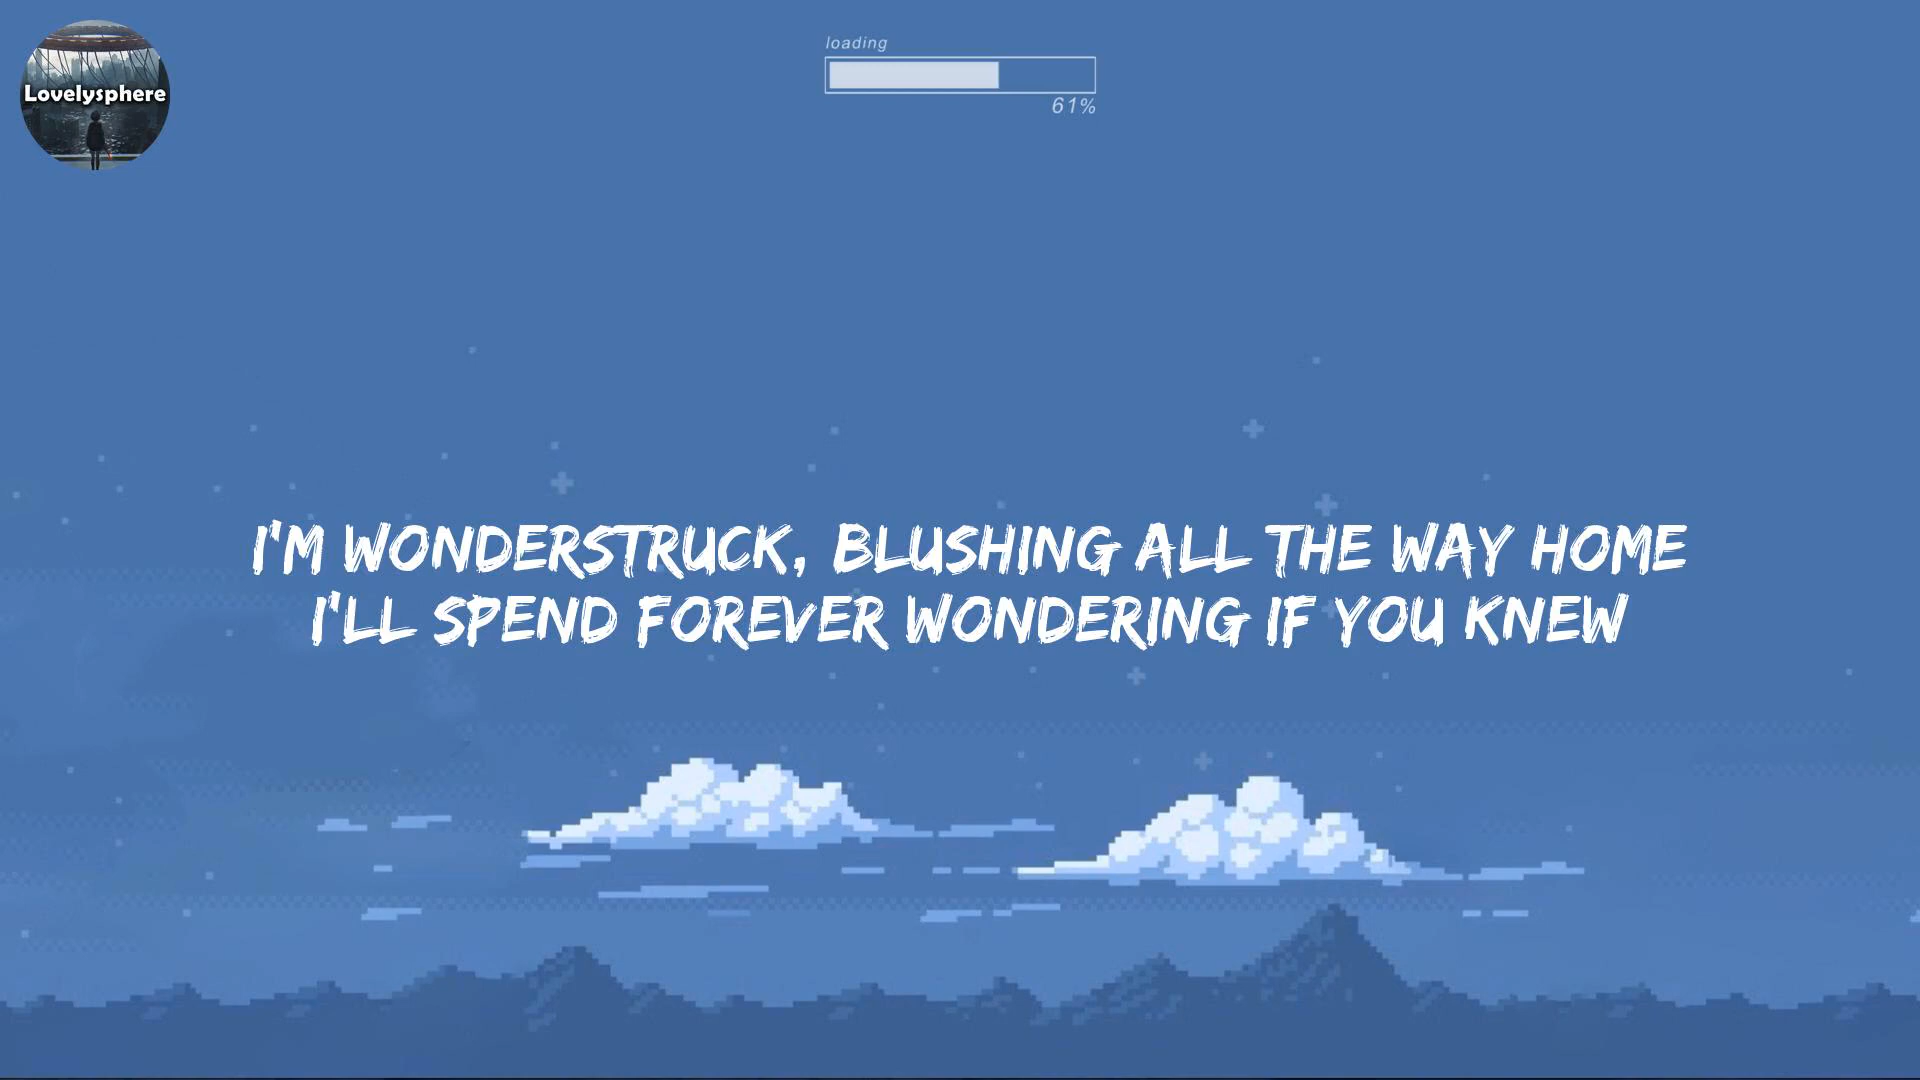 Lovelysphere
loading
61%
I'M WONDERSTRUCK, BLUSHING ALL THE WAY HOME
I'LL SPEND FOREVER WONDERING IF YOU KNEW